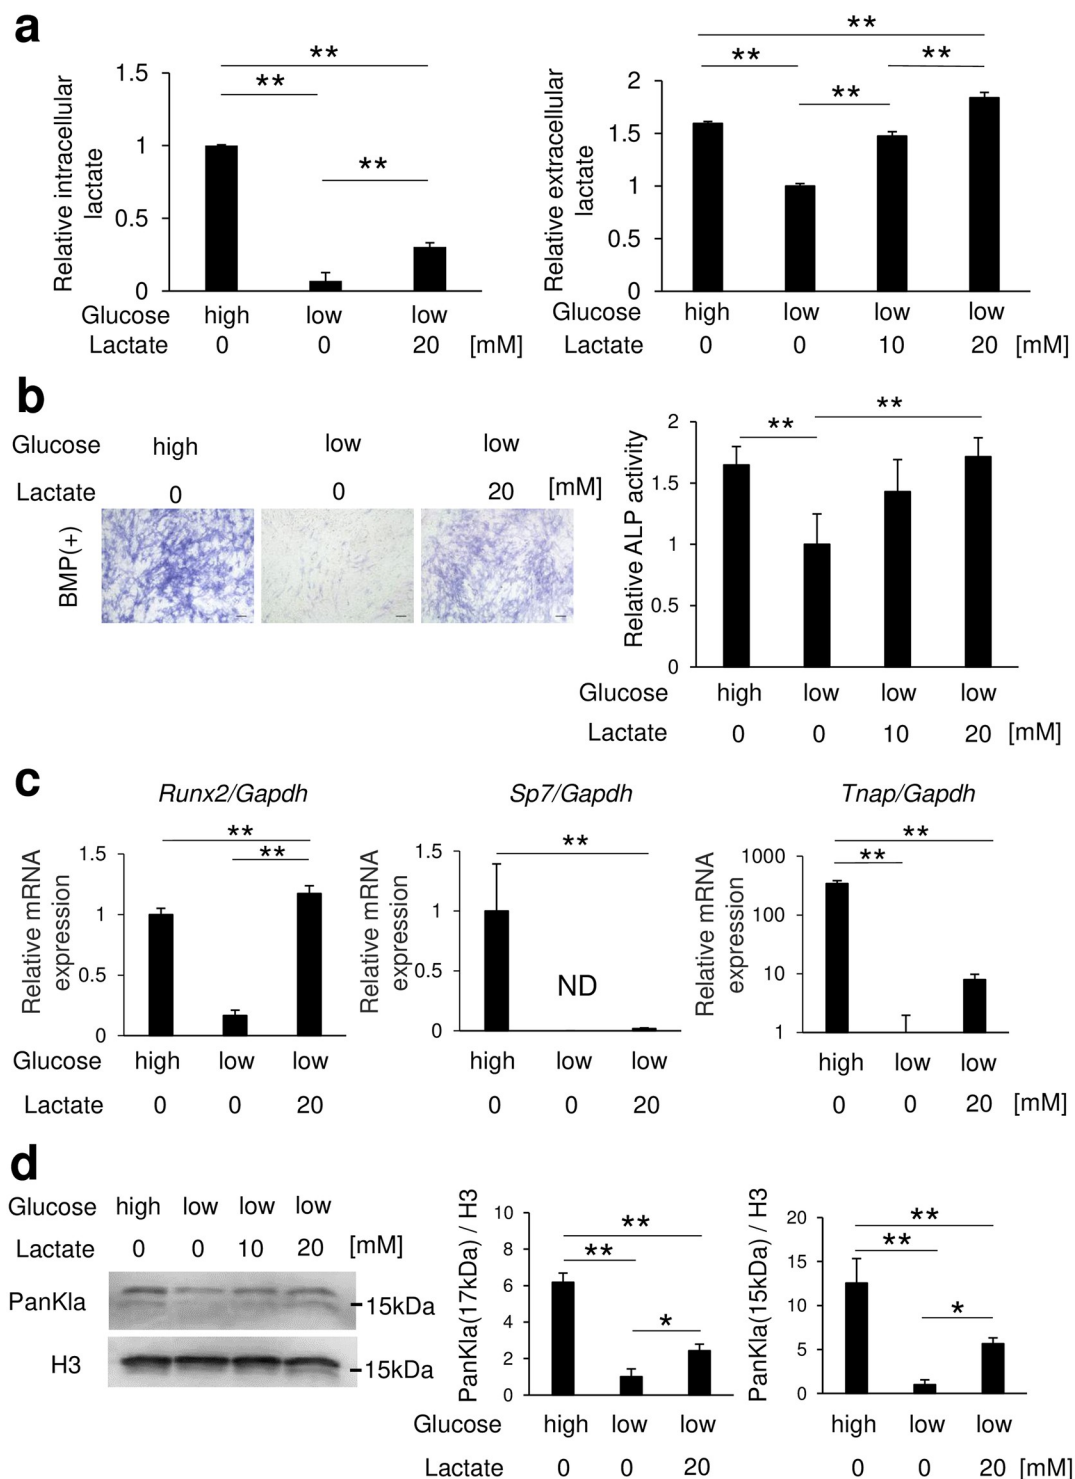 a
Relative intracellular
lactate
1.5
1
0.5
0
** ** **
Glucose high low low
Lactate 0 0 20 [mM]
Relative extracellular
lactate
2
1.5
1
0.5
0
** ** ** **
Glucose high low low low
Lactate 0 0 10 20 [mM]
b
Glucose high low low
Lactate 0 0 20 [mM]
BMP(+)
Relative ALP activity
2
1.5
1
0.5
0
** **
Glucose high low low low
Lactate 0 0 10 20 [mM]
c
Runx2/Gapdh
Relative mRNA
expression
1.5
1
0.5
0
** **
Glucose high low low
Lactate 0 0 20
Sp7/Gapdh
Relative mRNA
expression
1.5
1
0.5
0
**
ND
high low low
0 0 20
Tnap/Gapdh
Relative mRNA
expression
1000
100
10
1
** **
high low low
0 0 20 [mM]
d
Glucose high low low low
Lactate 0 0 10 20 [mM]
PanKla
15kDa
H3
15kDa
PanKla(17kDa) / H3
10
8
6
4
2
0
** ** *
Glucose high low low
Lactate 0 0 20
PanKla(15kDa) / H3
20
15
10
5
0
** ** *
high low low
0 0 20 [mM]